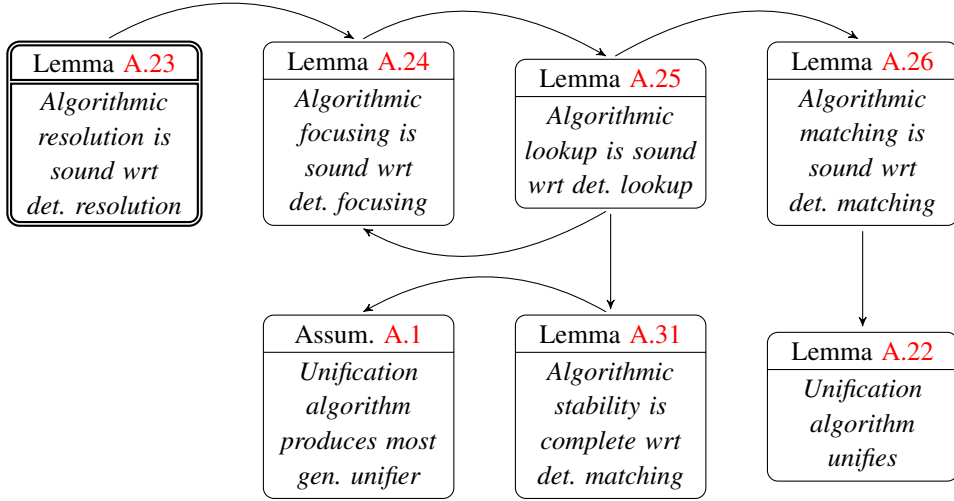 Lemma A.23
Algorithmic
resolution is
sound wrt
det. resolution
Lemma A.24
Algorithmic
focusing is
sound wrt
det. focusing
Lemma A.25
Algorithmic
lookup is sound
wrt det. lookup
Lemma A.26
Algorithmic
matching is
sound wrt
det. matching
Assum. A.1
Unification
algorithm
produces most
gen. unifier
Lemma A.31
Algorithmic
stability is
complete wrt
det. matching
Lemma A.22
Unification
algorithm
unifies